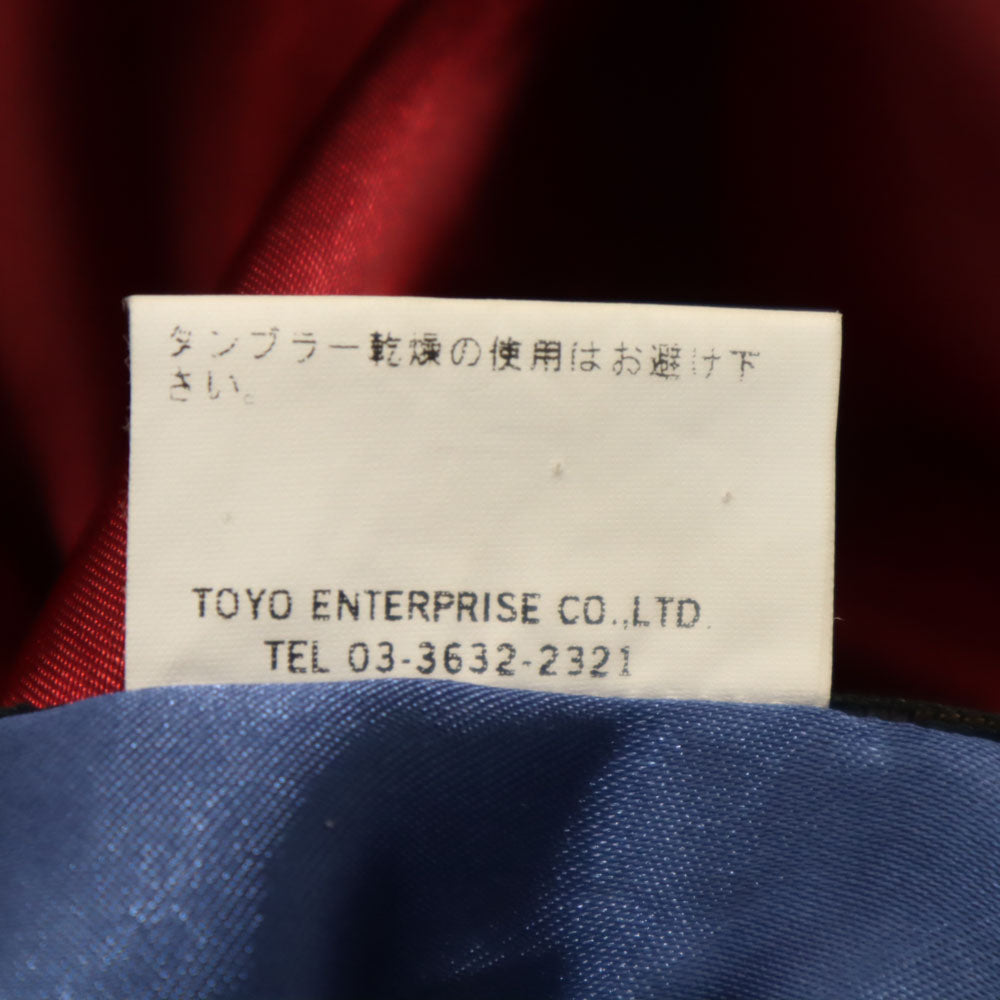 タンブラー乾燥の使用はお避け下
さい。
TOYO ENTERPRISE CO.,LTD.
TEL 03-3632-2321